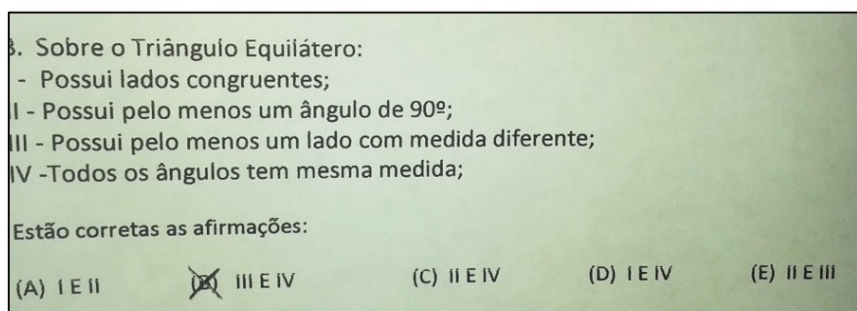 3. Sobre o Triângulo Equilátero:
- Possui lados congruentes;
II - Possui pelo menos um ângulo de 90º;
III - Possui pelo menos um lado com medida diferente;
IV -Todos os ângulos tem mesma medida;
Estão corretas as afirmações:
(A) I E II (B) III E IV (C) II E IV (D) I E IV (E) II E III